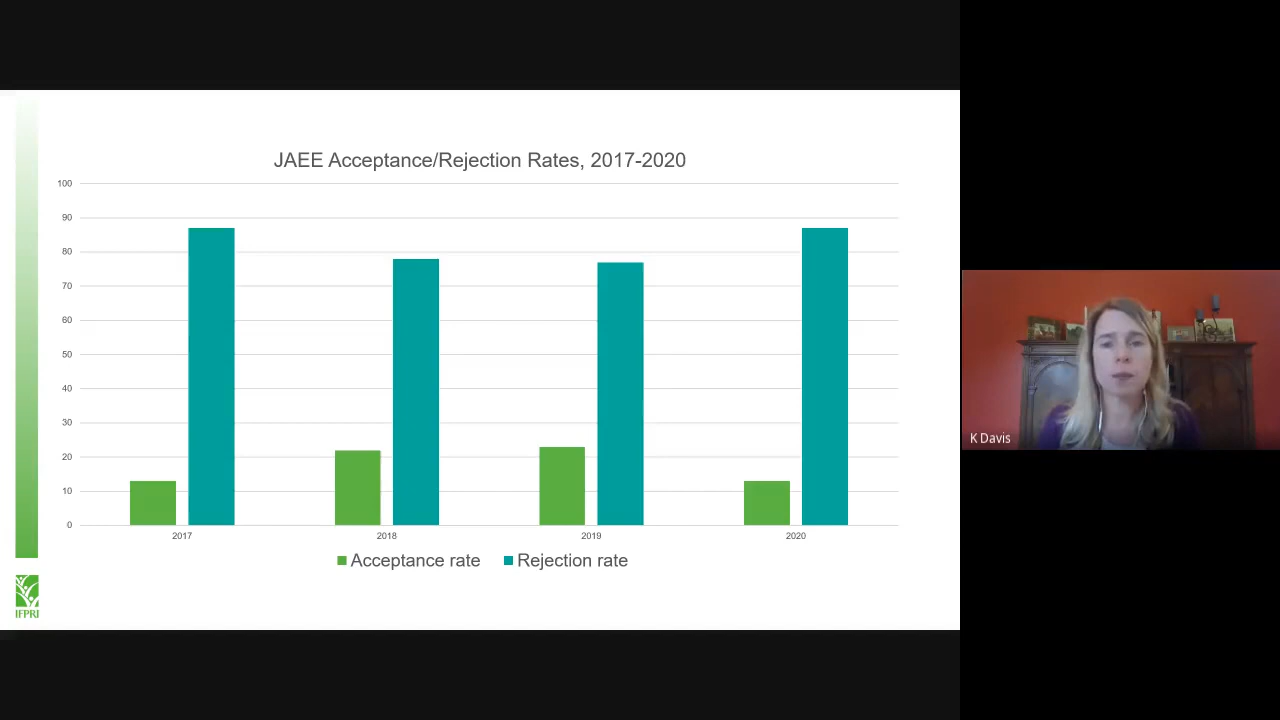 JAEE Acceptance/Rejection Rates, 2017-2020
100
90
80
70
60
50
40
30
20
10
0
2017 2018 2019 2020
Acceptance rate Rejection rate
IFPRI
K Davis